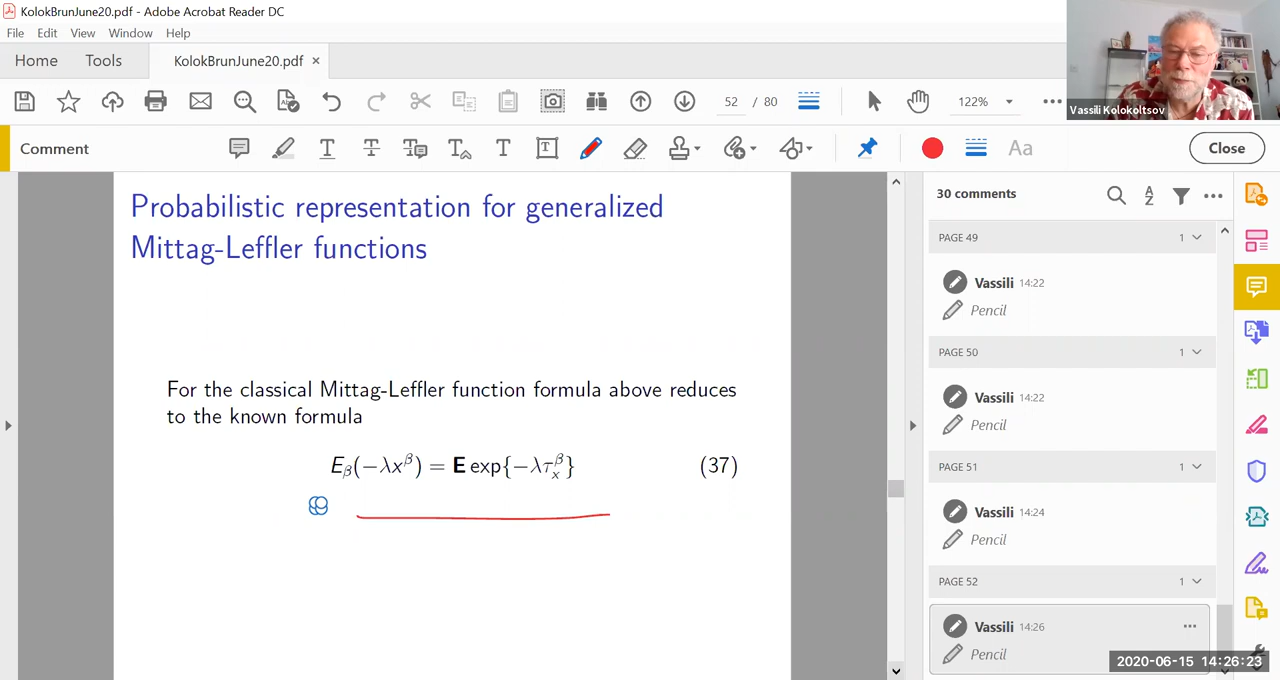 KolokBrunJune20.pdf - Adobe Acrobat Reader DC
File Edit View Window Help
Home Tools KolokBrunJune20.pdf ×
52 / 80 122%
Vassili Kolokoltsov
Comment Aa Close
Probabilistic representation for generalized
Mittag-Leffler functions
For the classical Mittag-Leffler function formula above reduces
to the known formula
E_β(−λx^β) = E exp{−λτ_x^β} (37)
30 comments
PAGE 49 1
Vassili 14:22
Pencil
PAGE 50 1
Vassili 14:22
Pencil
PAGE 51 1
Vassili 14:24
Pencil
PAGE 52 1
Vassili 14:26
Pencil
2020-06-15 14:26:23